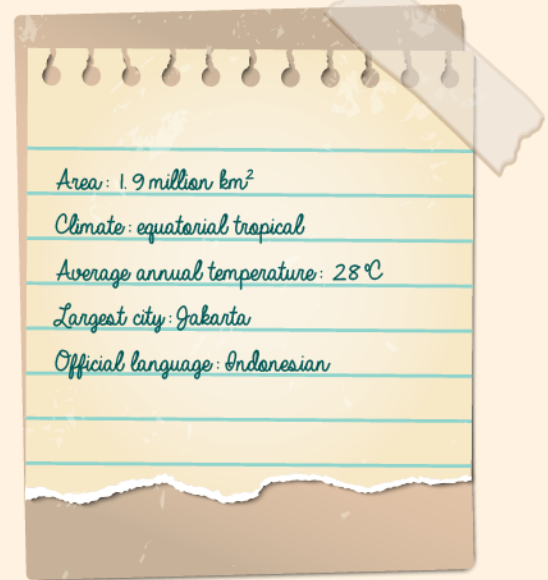 Area: 1.9 million km²
Climate: equatorial tropical
Average annual temperature: 28°C
Largest city: Jakarta
Official language: Indonesian